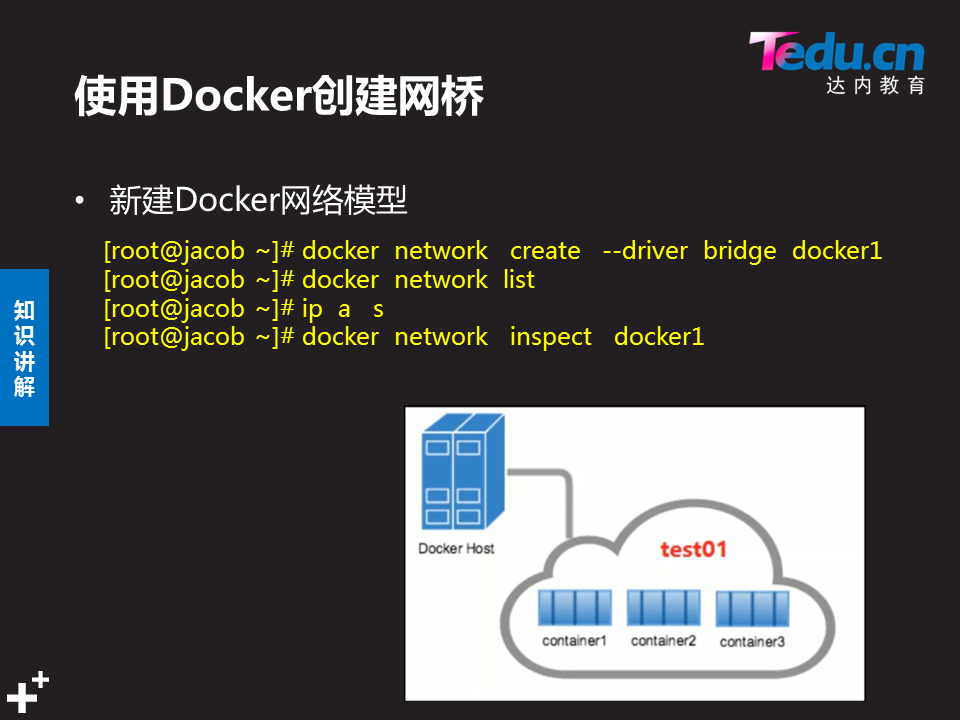 Tedu.cn
达内教育
使用Docker创建网桥
• 新建Docker网络模型
[root@jacob ~]# docker network create --driver bridge docker1
[root@jacob ~]# docker network list
[root@jacob ~]# ip a s
[root@jacob ~]# docker network inspect docker1
知识讲解
Docker Host
test01
container1 container2 container3